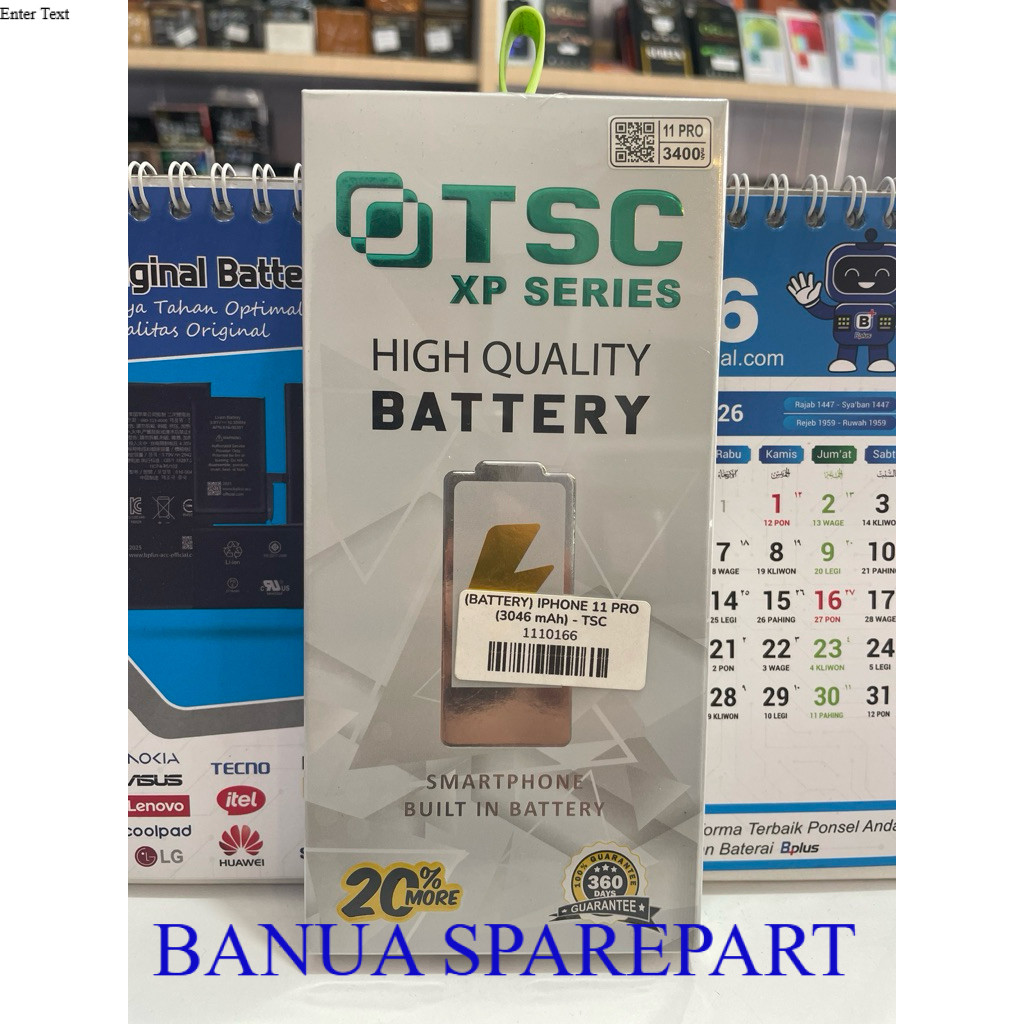 Enter Text
11 PRO
3400
TSC
XP SERIES
HIGH QUALITY
BATTERY
(BATTERY) IPHONE 11 PRO
(3046 mAh) - TSC
1110166
SMARTPHONE
BUILT IN BATTERY
20% MORE
100% GUARANTEE
360
DAYS
GUARANTEE
BANUA SPAREPART
ginal Batte
ya Tahan Optimal
alitas Original
NOKIA
ASUS
TECNO
Lenovo
itel
coolpad
LG
HUAWEI
6
al.com
B
Bplus
26
Rajab 1447 - Sya'ban 1447
Rejeb 1959 - Ruwah 1959
Rabu Kamis Jum'at Sabt
1 2 3
12 PON 13 WAGE 14 KLIWO
7 8 9 10
8 WAGE 19 KLIWON 20 LEGI 21 PAHIN
14 15 16 17
25 LEGI 26 PAHING 27 PON 28 WAGE
21 22 23 24
2 PON 3 WAGE 4 KLIWON 5 LEGI
28 29 30 31
9 KLIWON 10 LEGI 11 PAHING 12 PON
orma Terbaik Ponsel Anda
n Baterai Bplus